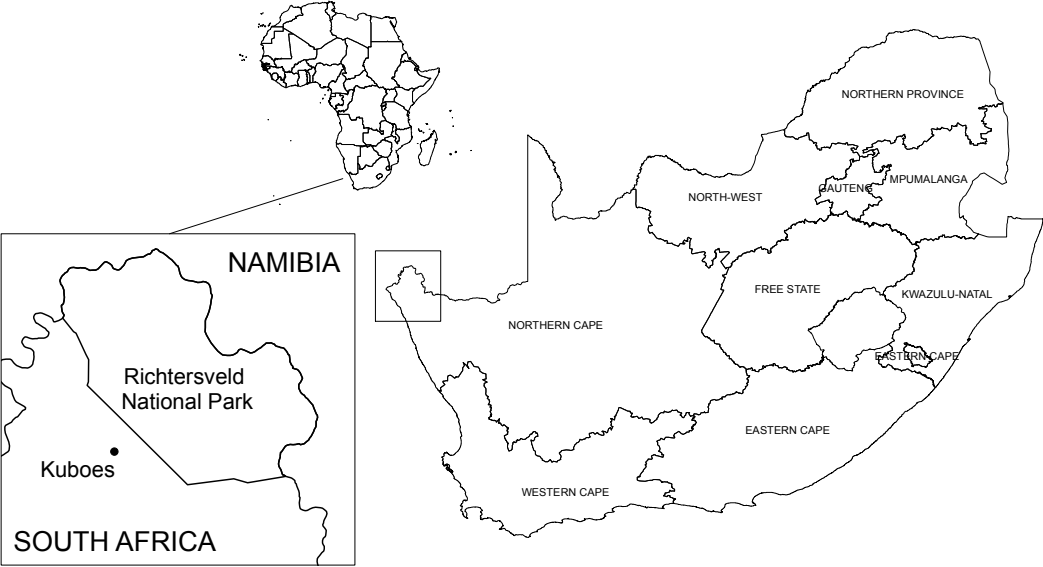 NORTHERN PROVINCE
MPUMALANGA
GAUTENG
NORTH-WEST
NAMIBIA
FREE STATE
KWAZULU-NATAL
NORTHERN CAPE
EASTERN CAPE
Richtersveld
National Park
EASTERN CAPE
Kuboes
WESTERN CAPE
SOUTH AFRICA